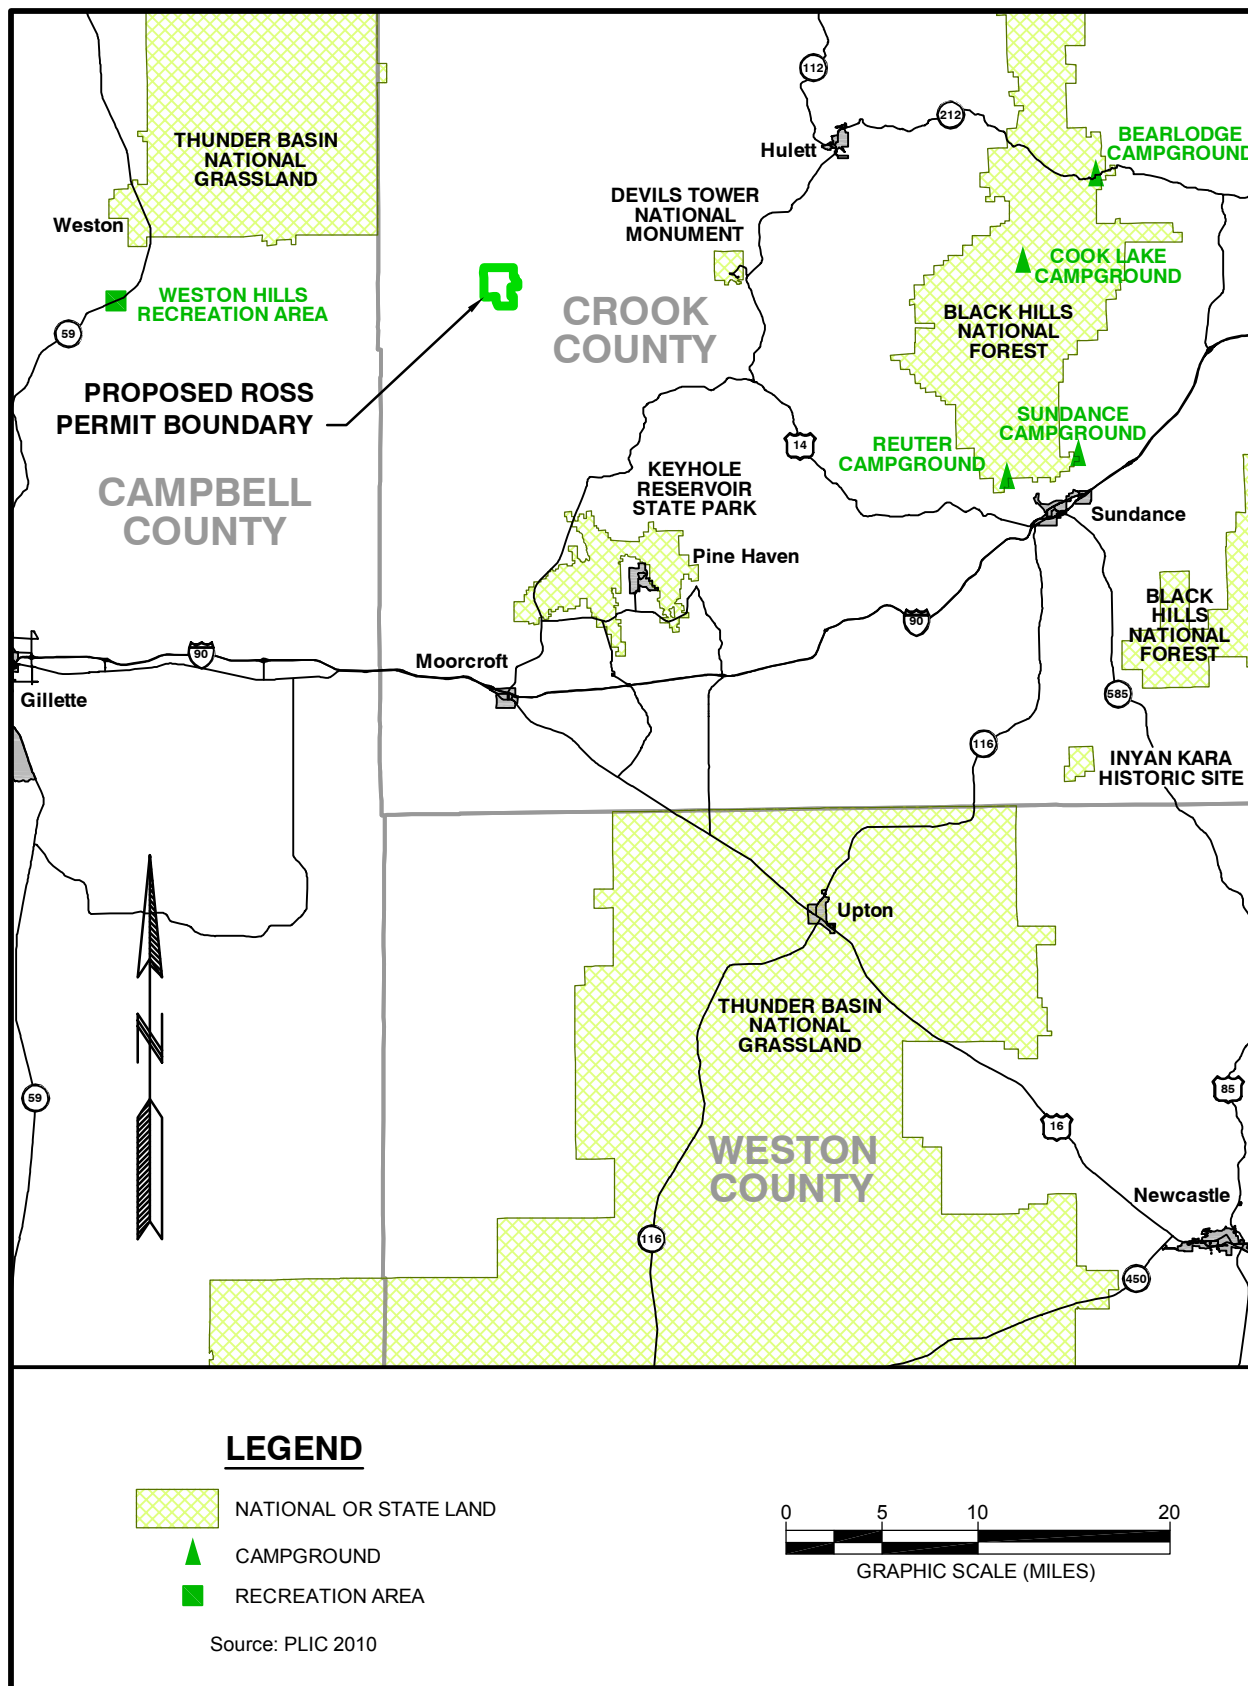 112
212
BEARLODGE
CAMPGROUND
THUNDER BASIN
NATIONAL
GRASSLAND
Hulett
DEVILS TOWER
NATIONAL
MONUMENT
Weston
COOK LAKE
CAMPGROUND
WESTON HILLS
RECREATION AREA
59
CROOK
COUNTY
BLACK HILLS
NATIONAL
FOREST
PROPOSED ROSS
PERMIT BOUNDARY
SUNDANCE
CAMPGROUND
14
REUTER
CAMPGROUND
KEYHOLE
RESERVOIR
STATE PARK
CAMPBELL
COUNTY
Sundance
Pine Haven
BLACK
HILLS
NATIONAL
FOREST
90
90
Moorcroft
Gillette
585
116
INYAN KARA
HISTORIC SITE
Upton
THUNDER BASIN
NATIONAL
GRASSLAND
N
59
85
16
WESTON
COUNTY
Newcastle
116
450
LEGEND
NATIONAL OR STATE LAND
CAMPGROUND
RECREATION AREA
Source: PLIC 2010
0 5 10 20
GRAPHIC SCALE (MILES)